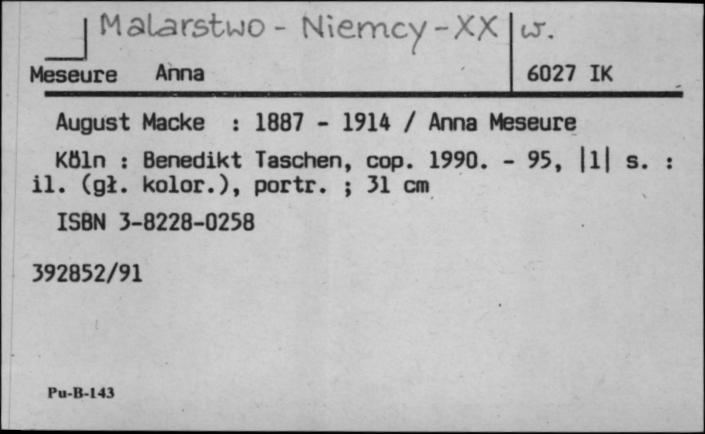 Malarstwo - Niemcy - XX w.
Meseure Anna 6027 IK
August Macke : 1887 - 1914 / Anna Meseure
Köln : Benedikt Taschen, cop. 1990. - 95, |1| s. :
il. (gł. kolor.), portr. ; 31 cm
ISBN 3-8228-0258
392852/91
Pu-B-143